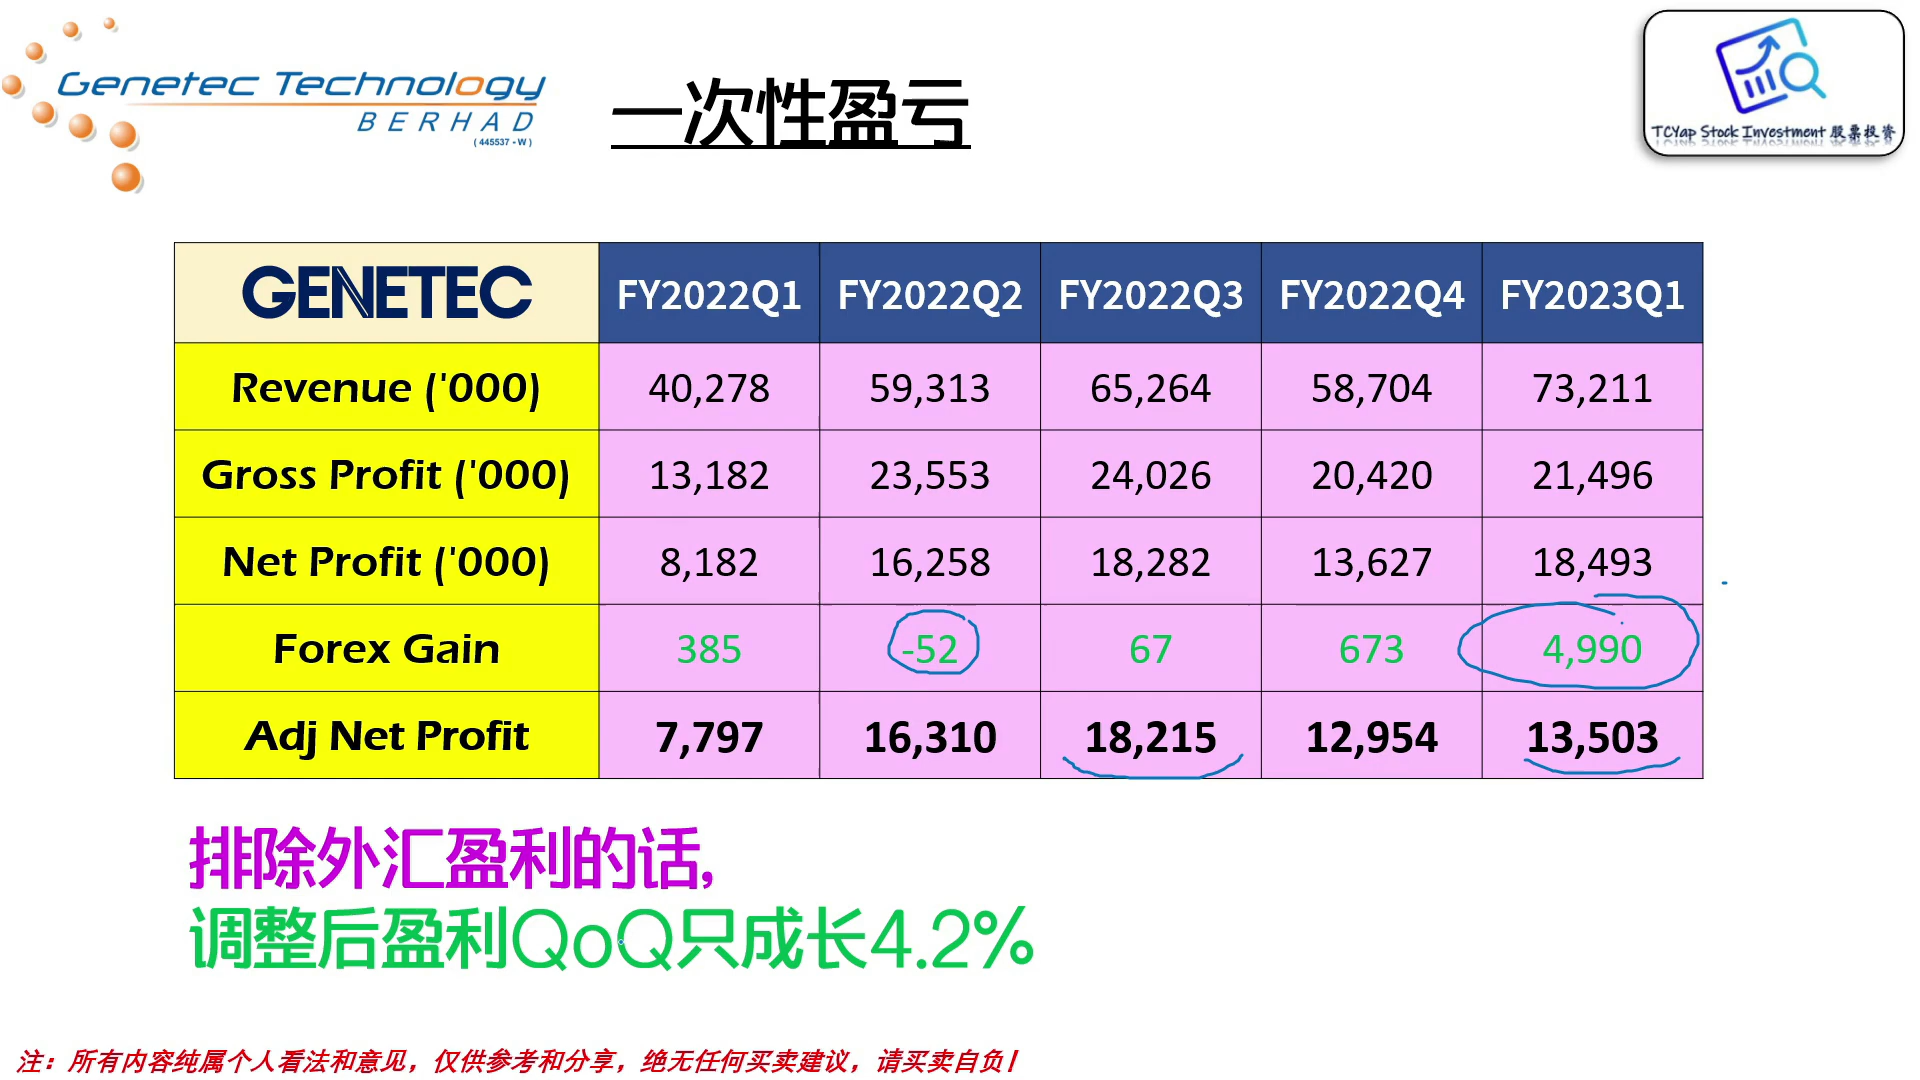 Genetec Technology
BERHAD
( 445537 - W )
一次性盈亏
TCYap Stock Investment 股票投资
GENETEC FY2022Q1 FY2022Q2 FY2022Q3 FY2022Q4 FY2023Q1
Revenue ('000) 40,278 59,313 65,264 58,704 73,211
Gross Profit ('000) 13,182 23,553 24,026 20,420 21,496
Net Profit ('000) 8,182 16,258 18,282 13,627 18,493
Forex Gain 385 -52 67 673 4,990
Adj Net Profit 7,797 16,310 18,215 12,954 13,503
排除外汇盈利的话,
调整后盈利QoQ只成长4.2%
注：所有内容纯属个人看法和意见，仅供参考和分享，绝无任何买卖建议，请买卖自负！